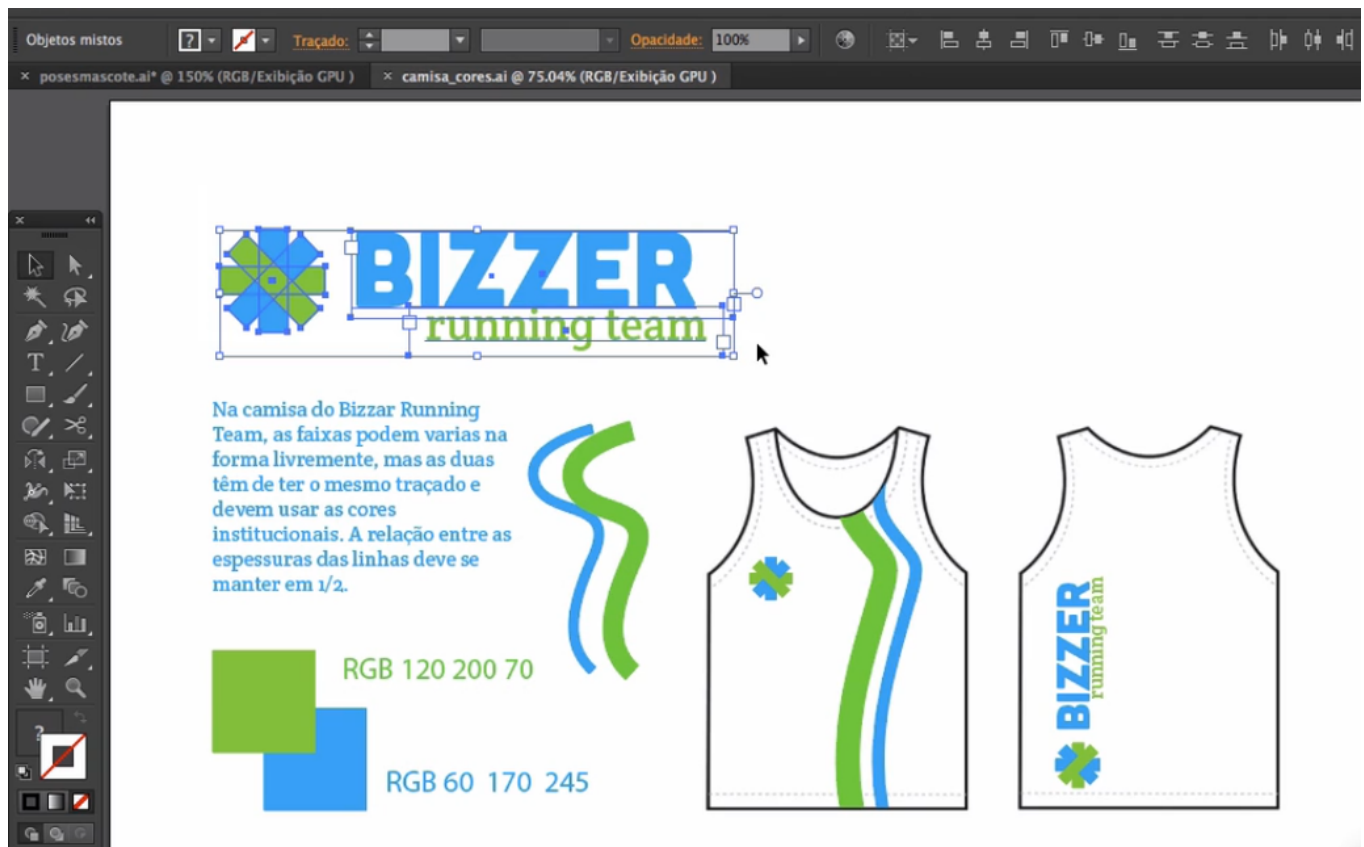 Objetos mistos
Traçado:
Opacidade: 100%
× posesmascote.ai* @ 150% (RGB/Exibição GPU )
× camisa_cores.ai @ 75.04% (RGB/Exibição GPU )
BIZZER
running team
Na camisa do Bizzar Running
Team, as faixas podem varias na
forma livremente, mas as duas
têm de ter o mesmo traçado e
devem usar as cores
institucionais. A relação entre as
espessuras das linhas deve se
manter em 1/2.
RGB 120 200 70
RGB 60 170 245
BIZZER
running team